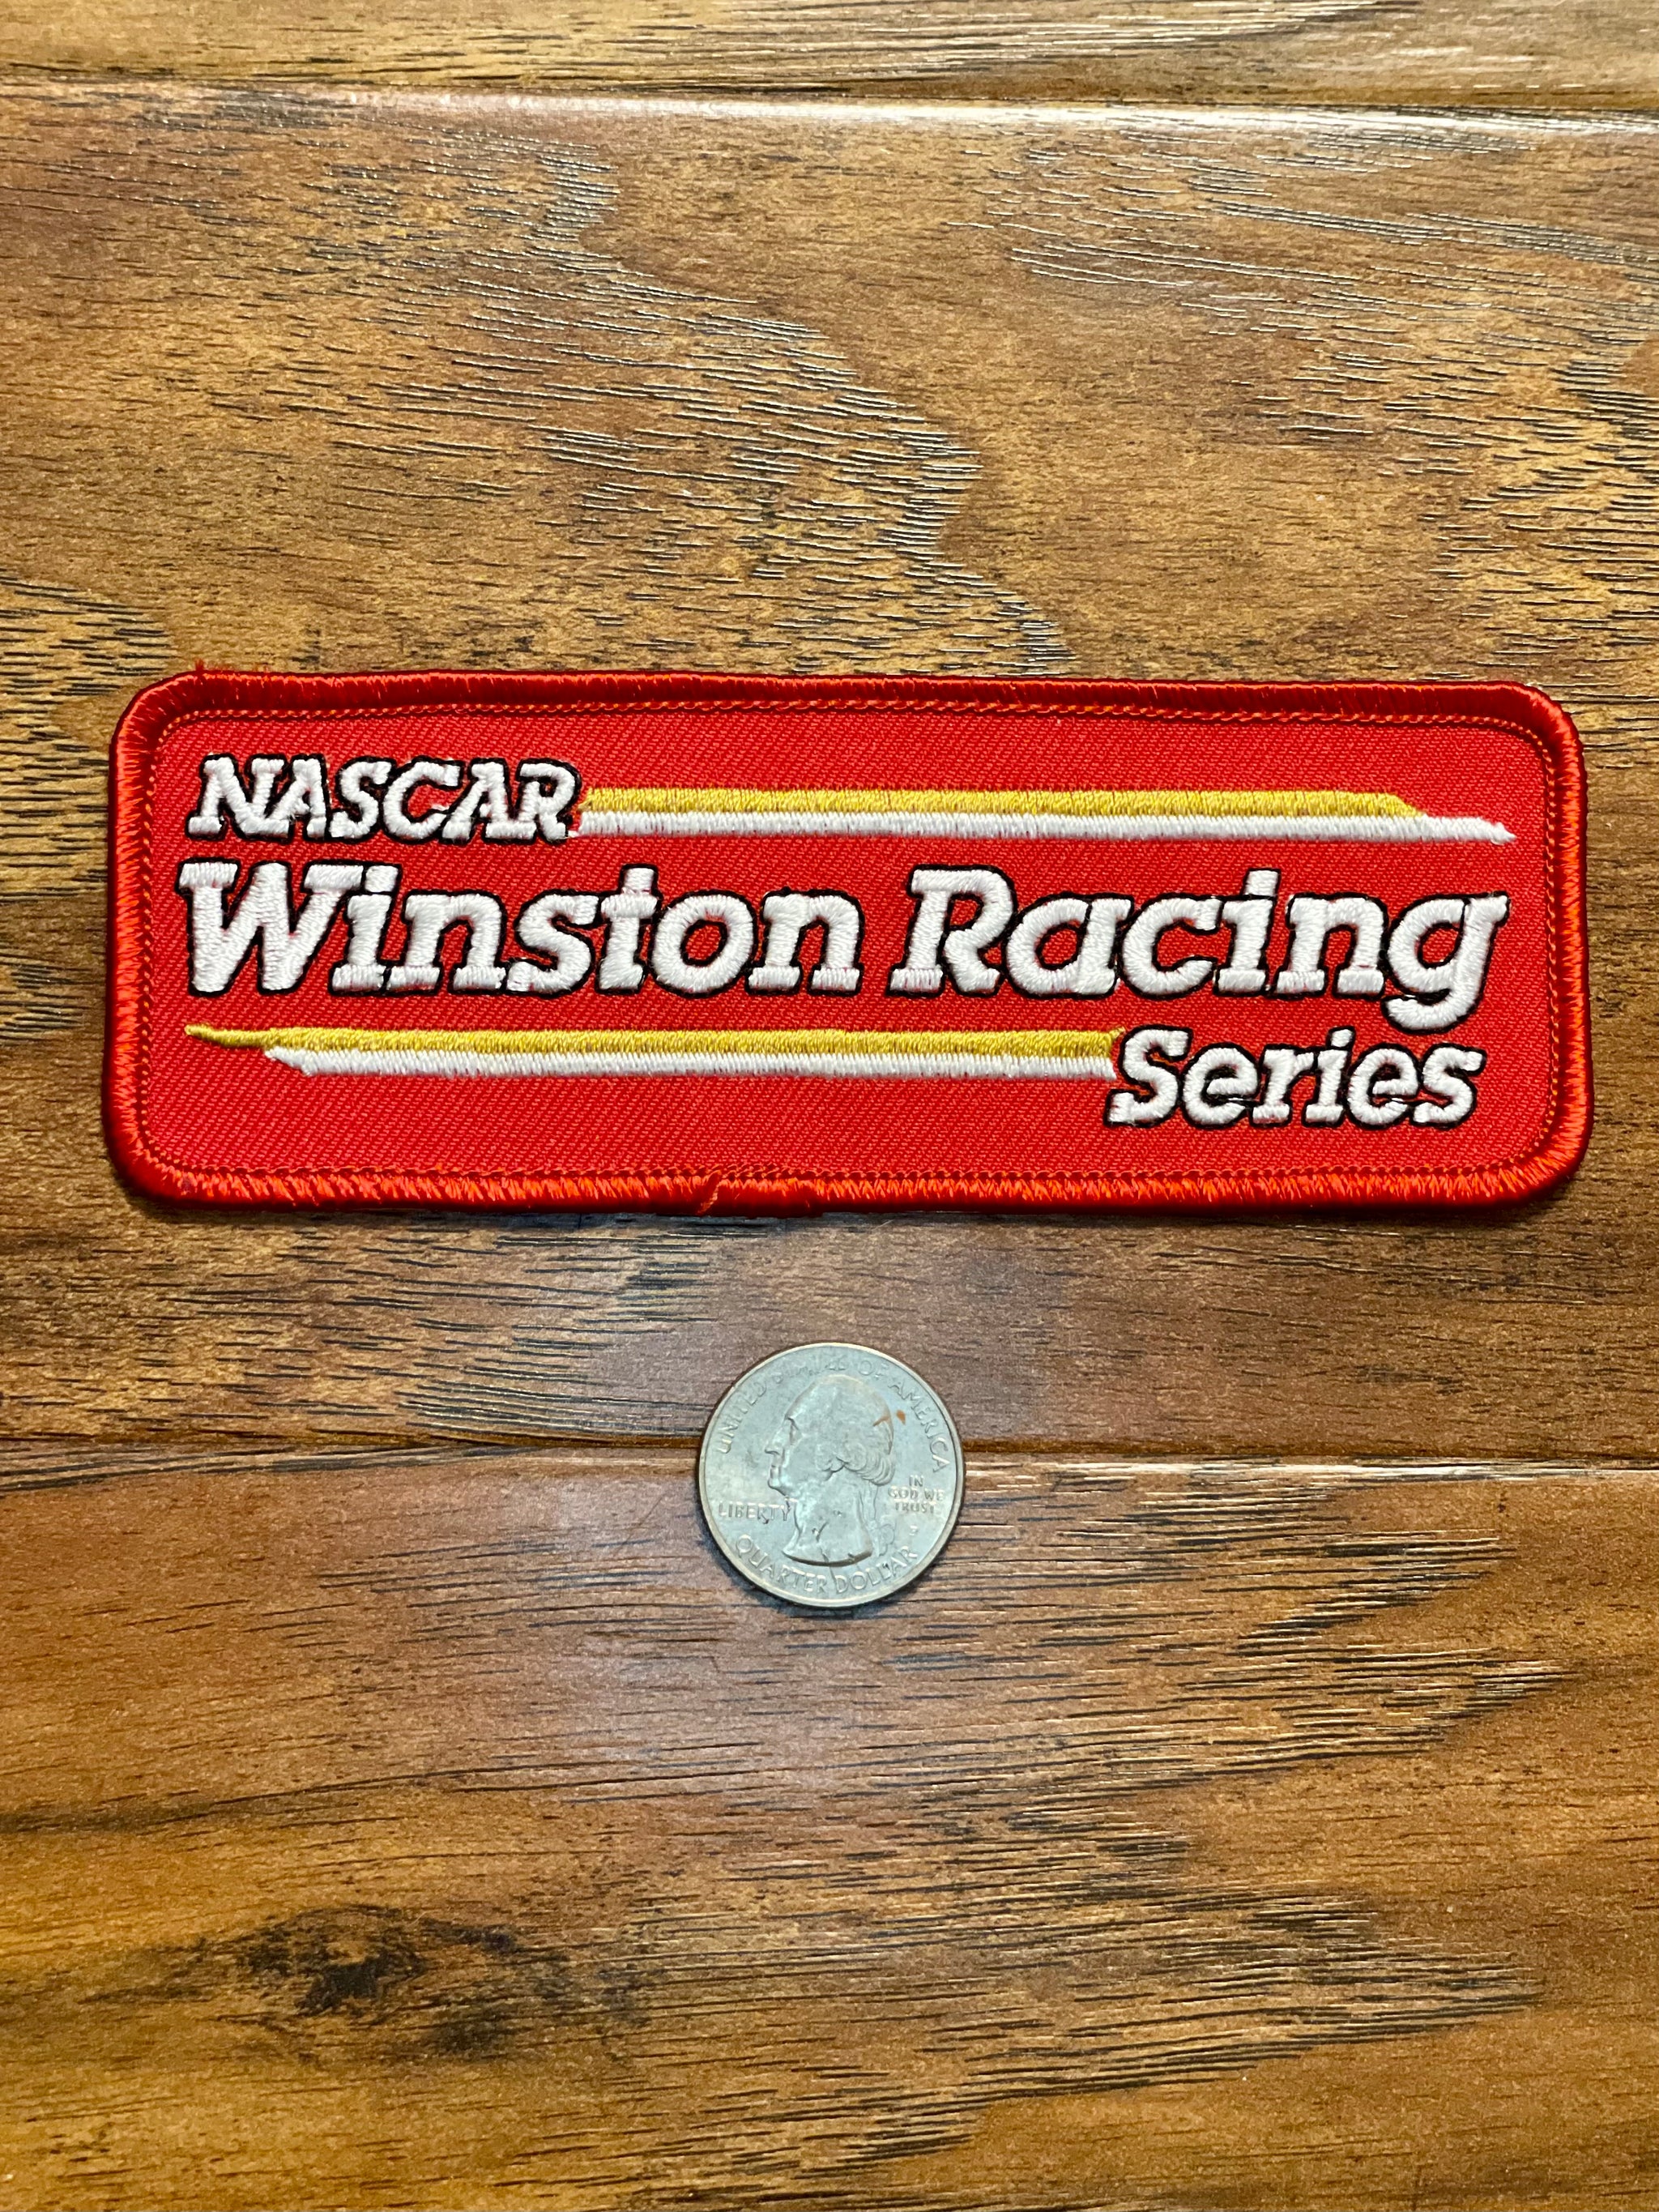 NASCAR
Winston Racing
Series
UNITED STATES OF AMERICA
LIBERTY
IN
GOD WE
TRUST
P
QUARTER DOLLAR